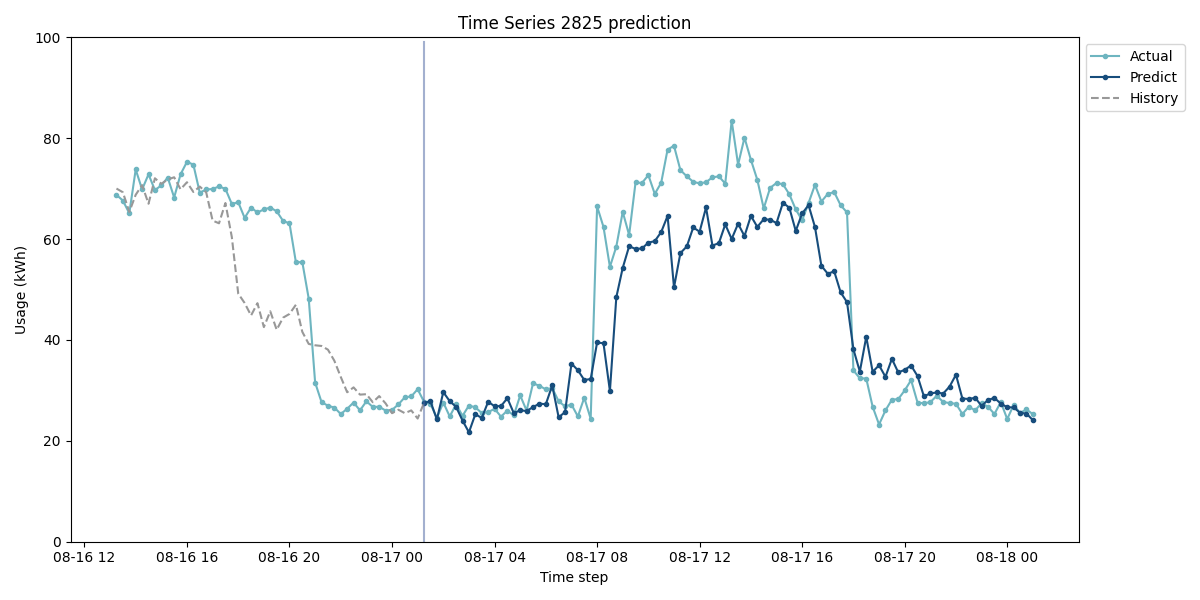 Time Series 2825 prediction
100
80
60
40
20
0
Usage (kWh)
08-16 12
08-16 16
08-16 20
08-17 00
08-17 04
08-17 08
08-17 12
08-17 16
08-17 20
08-18 00
Time step
Actual
Predict
History